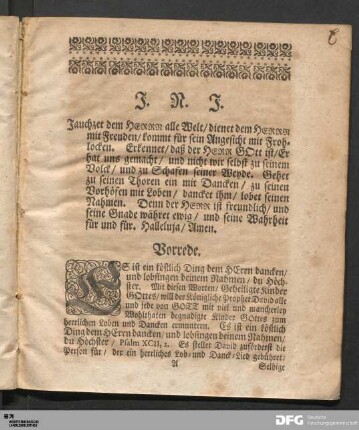 J. N. J.
Jauchzet dem HERRN alle Welt/ dienet dem HERRN
mit Freuden/ kommt für sein Angesicht mit Froh-
locken. Erkennet/ daß der HERR GOtt ist/ Er
hat uns gemacht/ und nicht wir selbst zu seinem
Volck/ und zu Schafen seiner Weyde. Gehet
zu seinen Thoren ein mit Dancken/ zu seinen
Vorhöfen mit Loben/ dancket ihm/ lobet seinen
Nahmen. Denn der HERR ist freundlich/ und
seine Gnade währet ewig/ und seine Wahrheit
für und für. Halleluja/ Amen.
Vorrede.
ES ist ein köstlich Ding dem HErrn dancken/
und lobsingen deinem Nahmen/ du Höch-
ster. Mit diesen Worten/ Geheiligte Kinder
GOttes/ will der Königliche Prophet David alle
und jede von GOTT mit viel und mancherley
Wohlthaten begnadigte Kinder GOttes zum
herrlichen Loben und Dancken ermuntern. Es ist ein köstlich
Ding dem HErrn dancken/ und lobsingen deinem Nahmen/
du Höchster/ Psalm XCII, 2. Es stellet David zuförderst die
Person für/ der ein herrliches Lob- und Danck-Lied gebühret:
A
Selbige
DFG Deutsche
Forschungsgemeinschaft